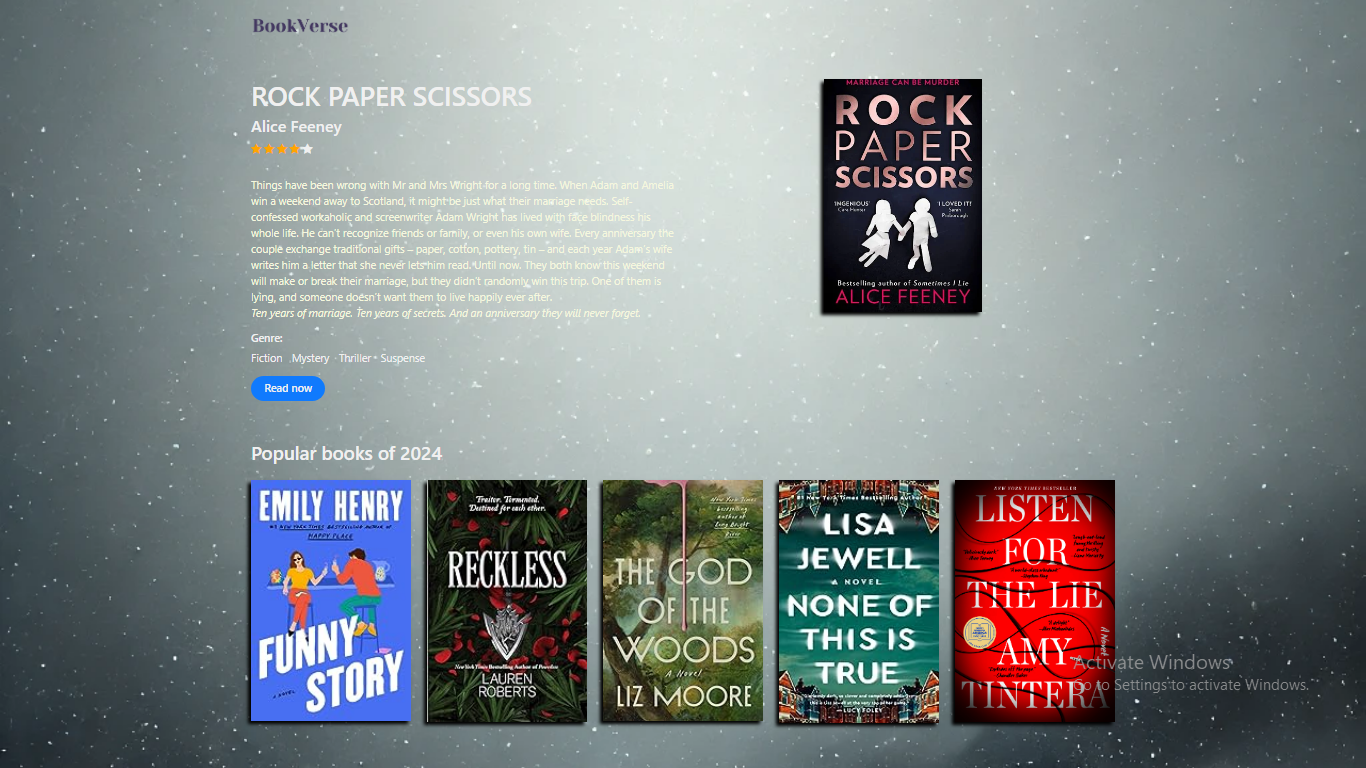 BookVerse
ROCK PAPER SCISSORS
Alice Feeney
Things have been wrong with Mr and Mrs Wright for a long time. When Adam and Amelia
win a weekend away to Scotland, it might be just what their marriage needs. Self-
confessed workaholic and screenwriter Adam Wright has lived with face blindness his
whole life. He can't recognize friends or family, or even his own wife. Every anniversary the
couple exchange traditional gifts – paper, cotton, pottery, tin – and each year Adam's wife
writes him a letter that she never lets him read. Until now. They both know this weekend
will make or break their marriage, but they didn't randomly win this trip. One of them is
lying, and someone doesn't want them to live happily ever after.
Ten years of marriage. Ten years of secrets. And an anniversary they will never forget.
Genre:
Fiction Mystery Thriller Suspense
Read now
MARRIAGE CAN BE MURDER
ROCK
PAPER
SCISSORS
'INGENIOUS'
'I LOVED IT'
Bestselling author of Sometimes I Lie
ALICE FEENEY
Popular books of 2024
EMILY HENRY
#1 NEW YORK TIMES BESTSELLING AUTHOR OF
HAPPY PLACE
FUNNY
STORY
A NOVEL
Traitor. Tormented.
Destined for each other.
RECKLESS
New York Times Bestselling Author of Powerless
LAUREN
ROBERTS
New York Times
bestselling
author of
Long Bright
River
THE GOD
OF THE
WOODS
A Novel
LIZ MOORE
#1 New York Times Bestselling Author
LISA
JEWELL
A NOVEL
NONE OF
THIS IS
TRUE
LUCY FOLEY
NEW YORK TIMES BESTSELLER
LISTEN
FOR
THE LIE
A Novel
AMY
TINTERA
Activate Windows
Go to Settings to activate Windows.